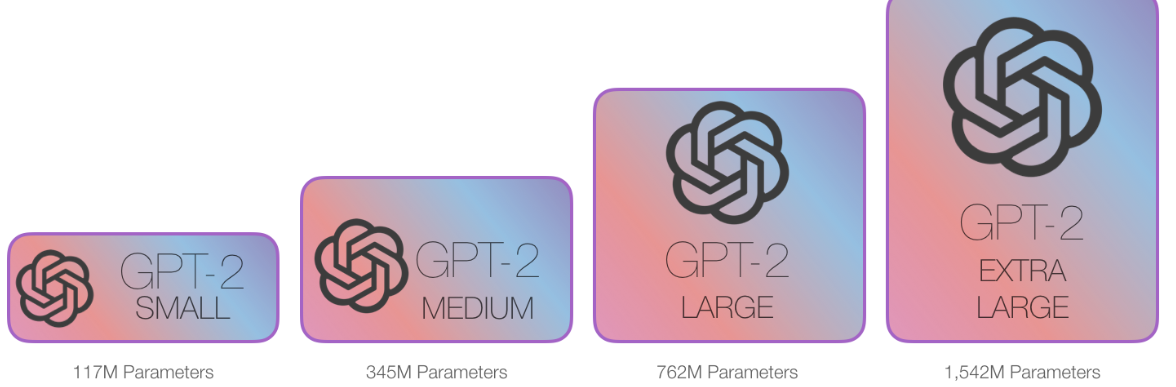 GPT-2
SMALL
117M Parameters
GPT-2
MEDIUM
345M Parameters
GPT-2
LARGE
762M Parameters
GPT-2
EXTRA
LARGE
1,542M Parameters